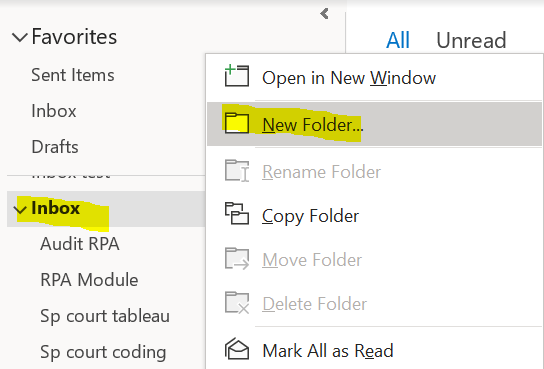 Favorites
Sent Items
Inbox
Drafts
Inbox test
Inbox
Audit RPA
RPA Module
Sp court tableau
Sp court coding
All Unread
Open in New Window
New Folder...
Rename Folder
Copy Folder
Move Folder
Delete Folder
Mark All as Read